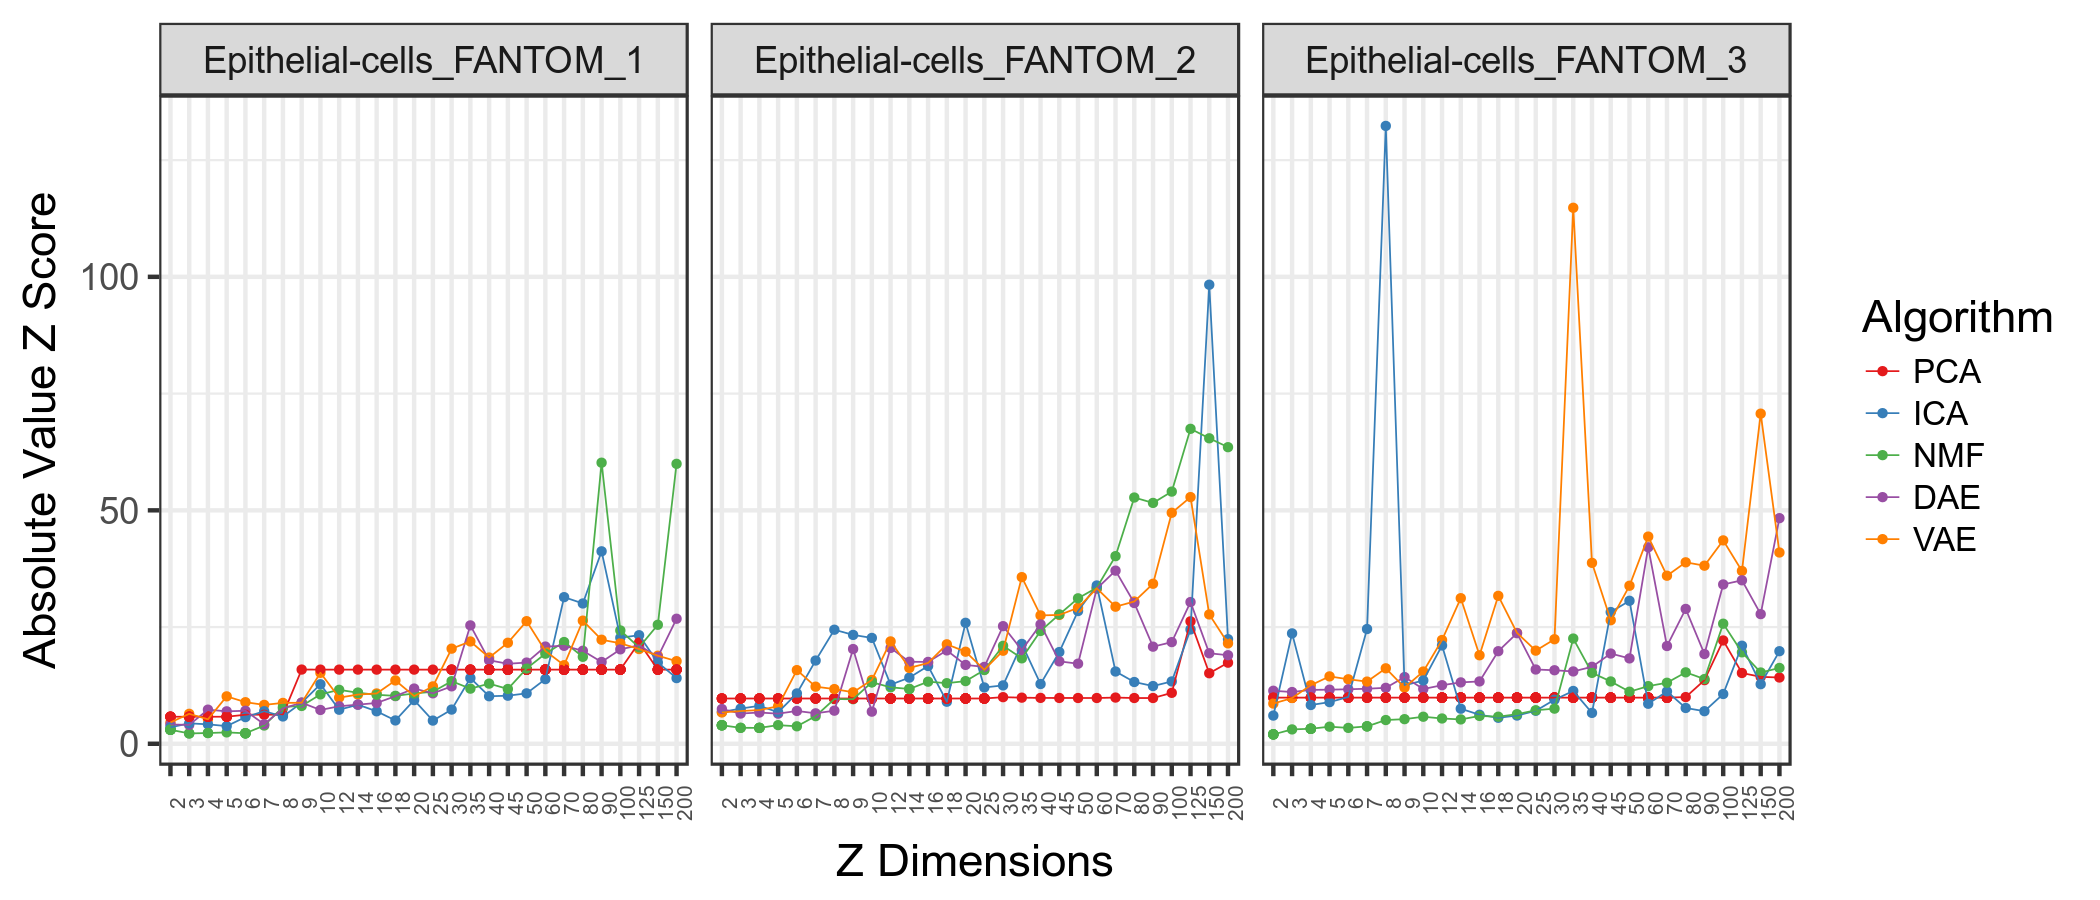 Epithelial-cells_FANTOM_1 Epithelial-cells_FANTOM_2 Epithelial-cells_FANTOM_3
Absolute Value Z Score
100
50
0
2 3 4 5 6 7 8 9 10 12 14 16 18 20 25 30 35 40 45 50 60 70 80 90 100 125 150 200
2 3 4 5 6 7 8 9 10 12 14 16 18 20 25 30 35 40 45 50 60 70 80 90 100 125 150 200
2 3 4 5 6 7 8 9 10 12 14 16 18 20 25 30 35 40 45 50 60 70 80 90 100 125 150 200
Z Dimensions
Algorithm
PCA
ICA
NMF
DAE
VAE